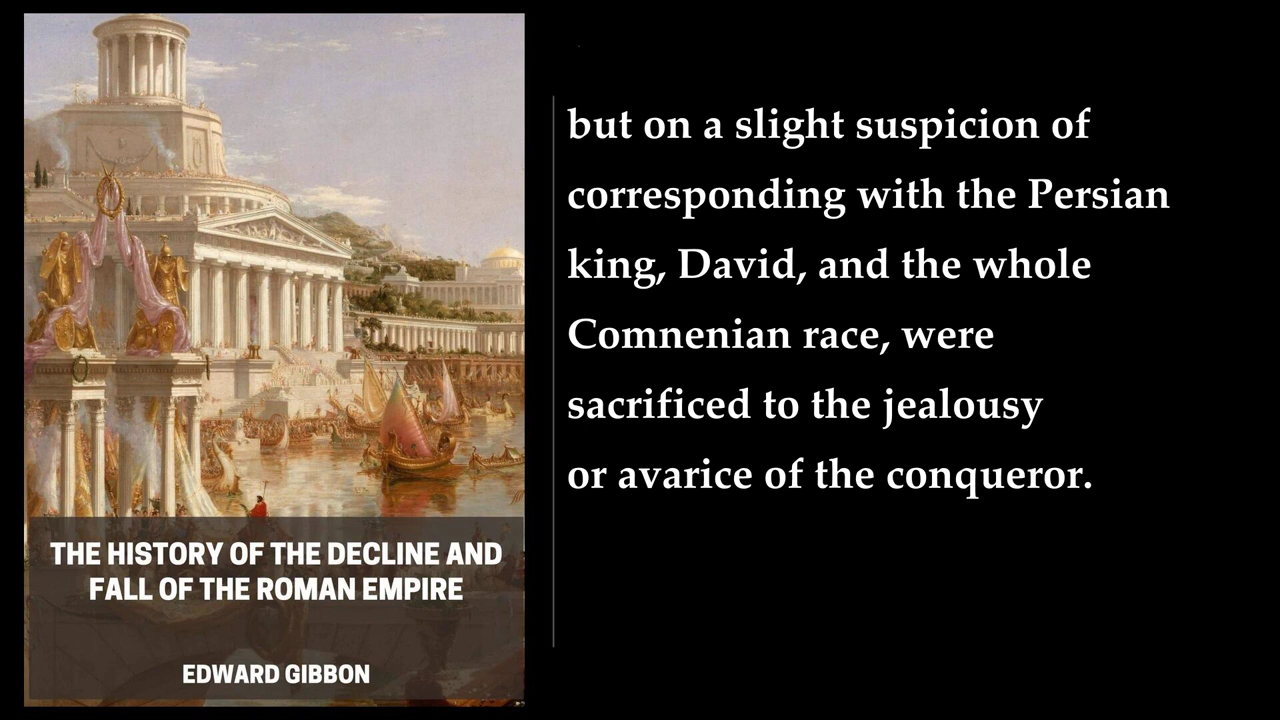 THE HISTORY OF THE DECLINE AND
FALL OF THE ROMAN EMPIRE
EDWARD GIBBON
but on a slight suspicion of
corresponding with the Persian
king, David, and the whole
Comnenian race, were
sacrificed to the jealousy
or avarice of the conqueror.